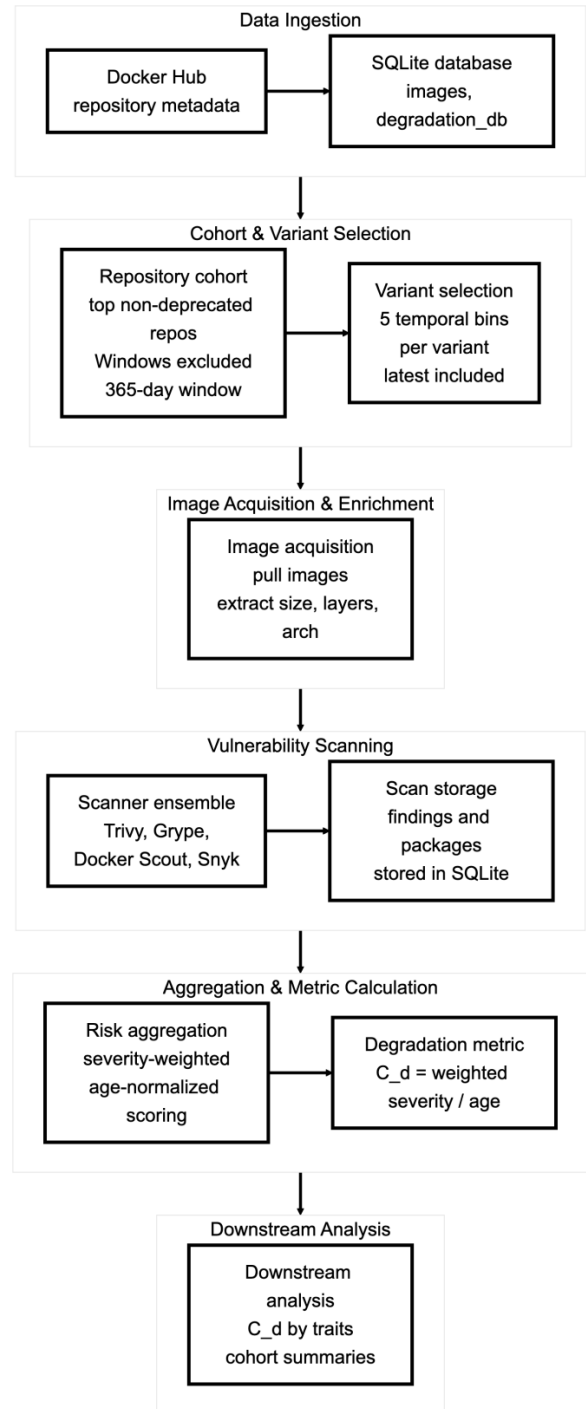 Data Ingestion
Docker Hub
repository metadata
SQLite database
images,
degradation_db
Cohort & Variant Selection
Repository cohort
top non-deprecated
repos
Windows excluded
365-day window
Variant selection
5 temporal bins
per variant
latest included
Image Acquisition & Enrichment
Image acquisition
pull images
extract size, layers,
arch
Vulnerability Scanning
Scanner ensemble
Trivy, Grype,
Docker Scout, Snyk
Scan storage
findings and
packages
stored in SQLite
Aggregation & Metric Calculation
Risk aggregation
severity-weighted
age-normalized
scoring
Degradation metric
C_d = weighted
severity / age
Downstream Analysis
Downstream
analysis
C_d by traits
cohort summaries